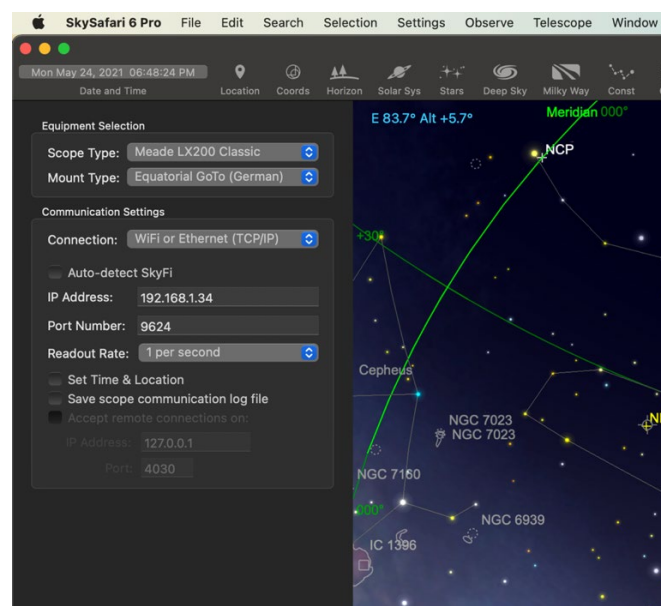 SkySafari 6 Pro File Edit Search Selection Settings Observe Telescope Window
Mon May 24, 2021 06:48:24 PM
Date and Time Location Coords Horizon Solar Sys Stars Deep Sky Milky Way Const
Equipment Selection
Scope Type: Meade LX200 Classic
Mount Type: Equatorial GoTo (German)
Communication Settings
Connection: WiFi or Ethernet (TCP/IP)
Auto-detect SkyFi
IP Address: 192.168.1.34
Port Number: 9624
Readout Rate: 1 per second
Set Time & Location
Save scope communication log file
Accept remote connections on:
IP Address: 127.0.0.1
Port: 4030
E 83.7° Alt +5.7°
Meridian 000°
NCP
+30°
Cepheus
NGC 7023
NGC 7023
NGC 7160
000°
NGC 6939
IC 1396